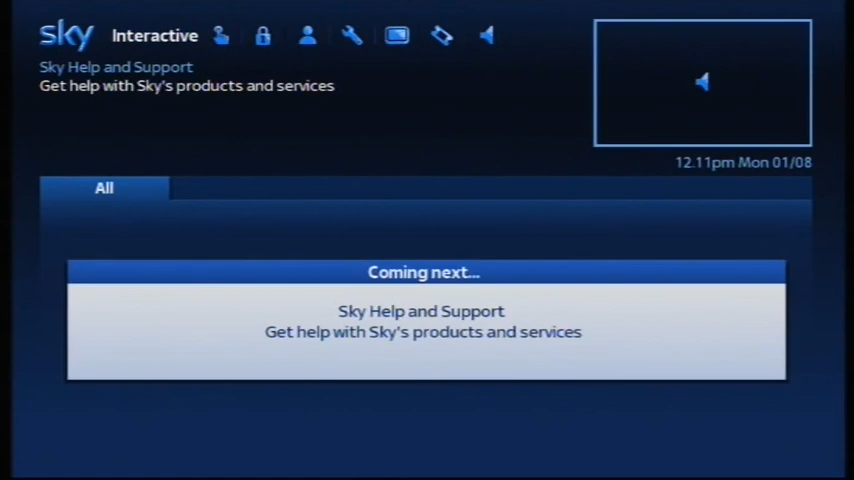 sky Interactive
Sky Help and Support
Get help with Sky's products and services
12.11pm Mon 01/08
All
Coming next...
Sky Help and Support
Get help with Sky's products and services